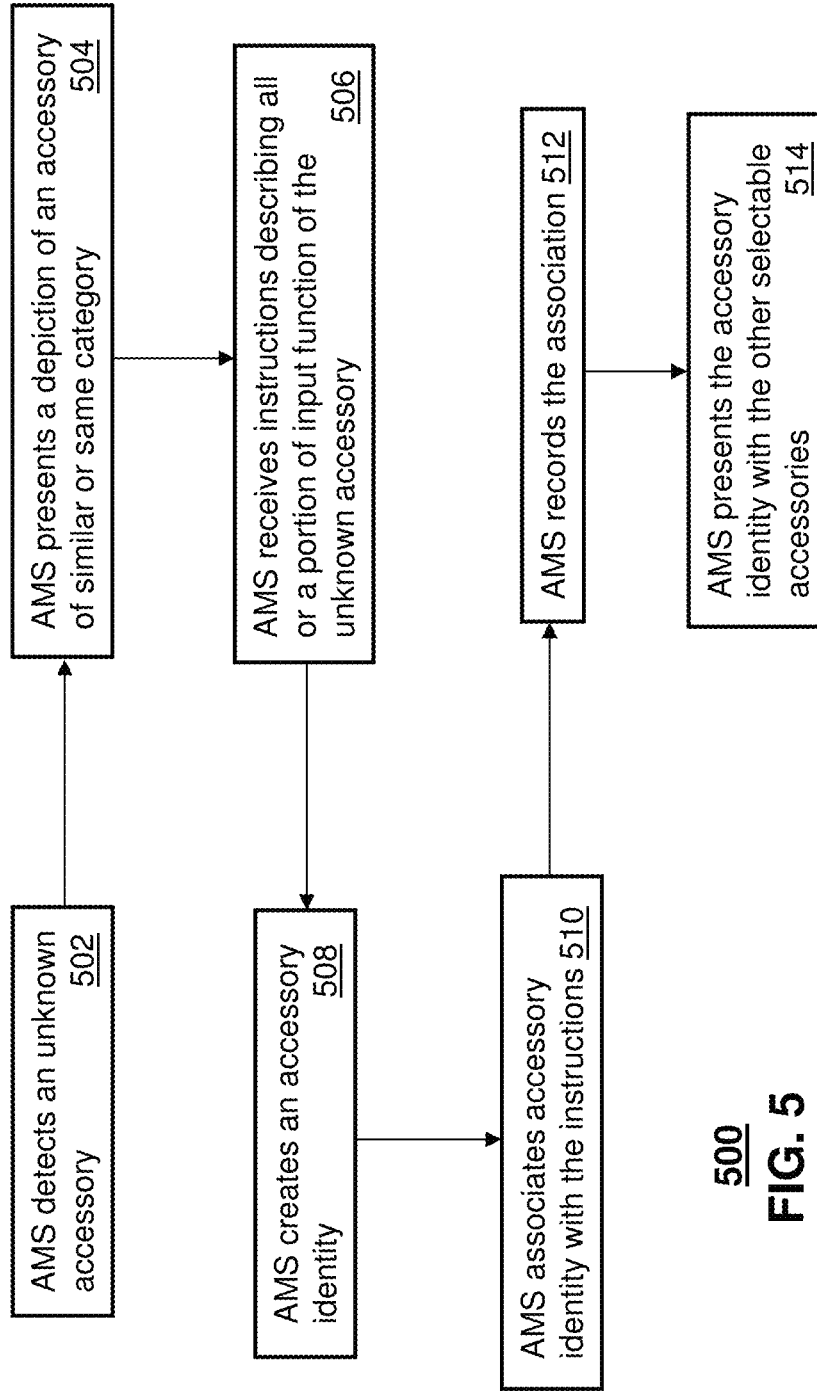 AMS detects an unknown
accessory 502
AMS presents a depiction of an accessory
of similar or same category 504
AMS receives instructions describing all
or a portion of input function of the
unknown accessory 506
AMS creates an accessory
identity 508
AMS associates accessory
identity with the instructions 510
AMS records the association 512
AMS presents the accessory
identity with the other selectable
accessories 514
500
FIG. 5